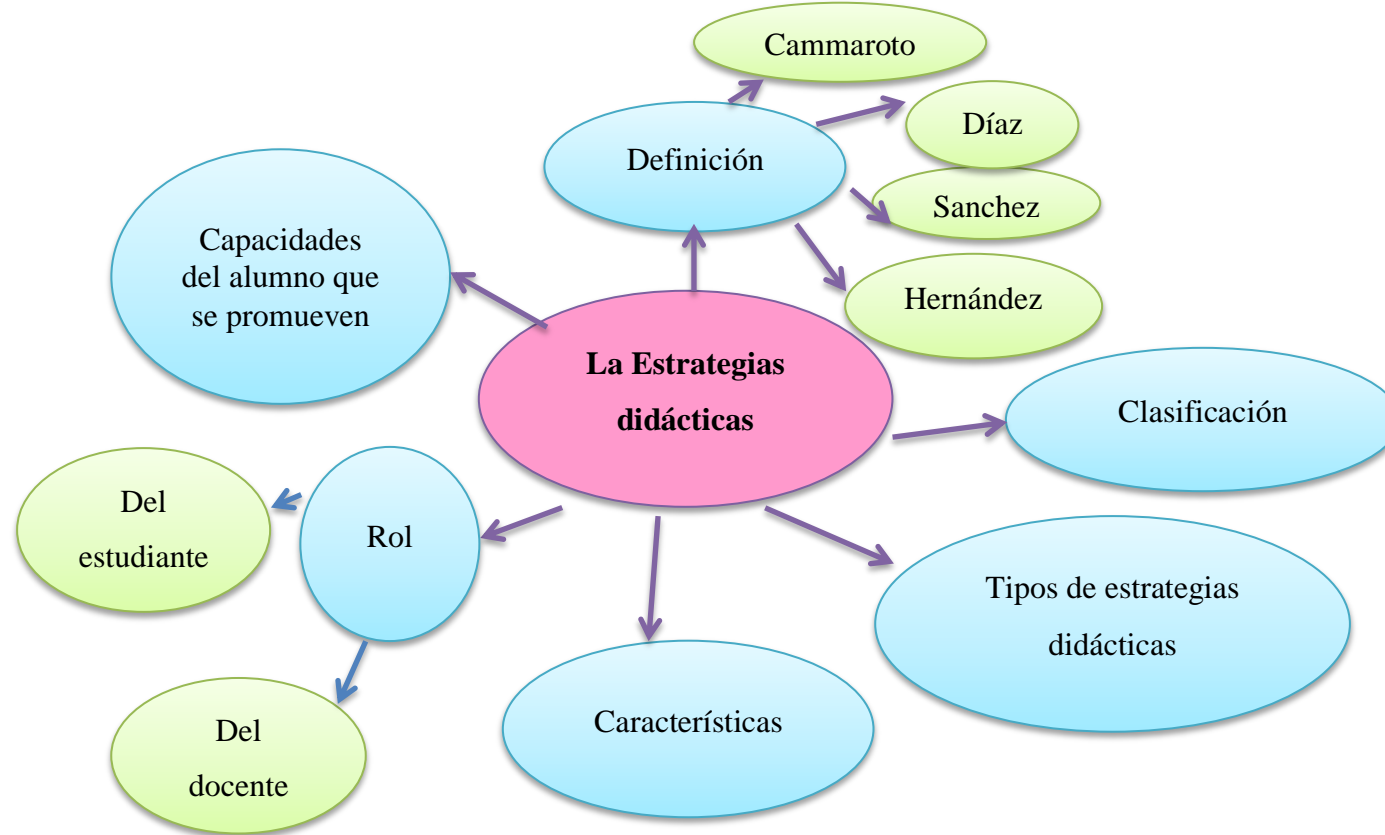 Cammaroto
Díaz
Definición
Sanchez
Capacidades
del alumno que
se promueven
Hernández
La Estrategias
didácticas
Clasificación
Del
estudiante
Rol
Tipos de estrategias
didácticas
Características
Del
docente